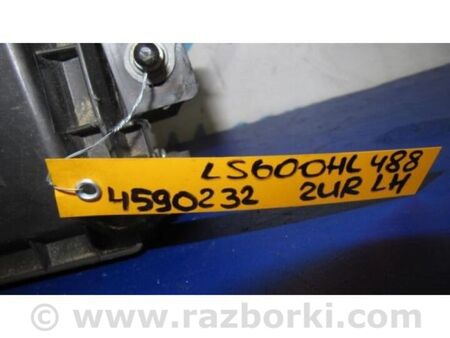 LS600HL 488
4590232 2UR LH
© www.razborki.com